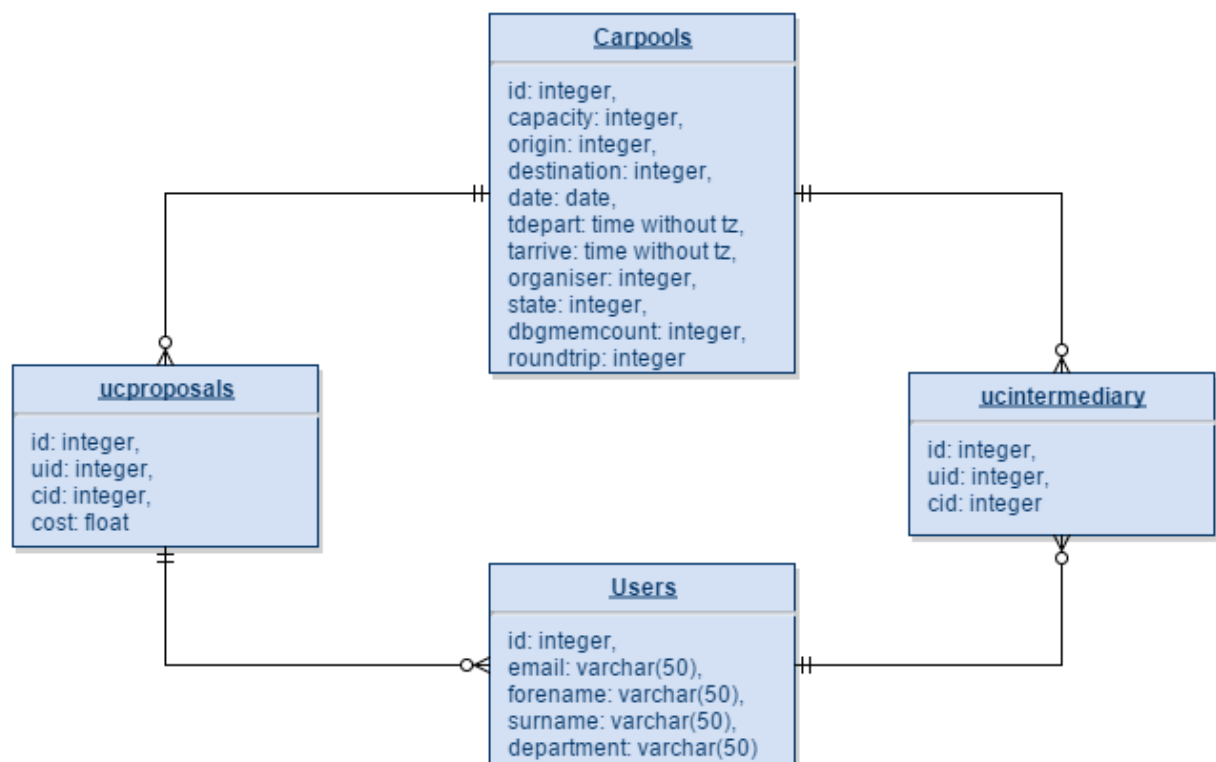 Carpools
id: integer,
capacity: integer,
origin: integer,
destination: integer,
date: date,
tdepart: time without tz,
tarrive: time without tz,
organiser: integer,
state: integer,
dbgmemcount: integer,
roundtrip: integer
ucproposals
id: integer,
uid: integer,
cid: integer,
cost: float
ucintermediary
id: integer,
uid: integer,
cid: integer
Users
id: integer,
email: varchar(50),
forename: varchar(50),
surname: varchar(50),
department: varchar(50)